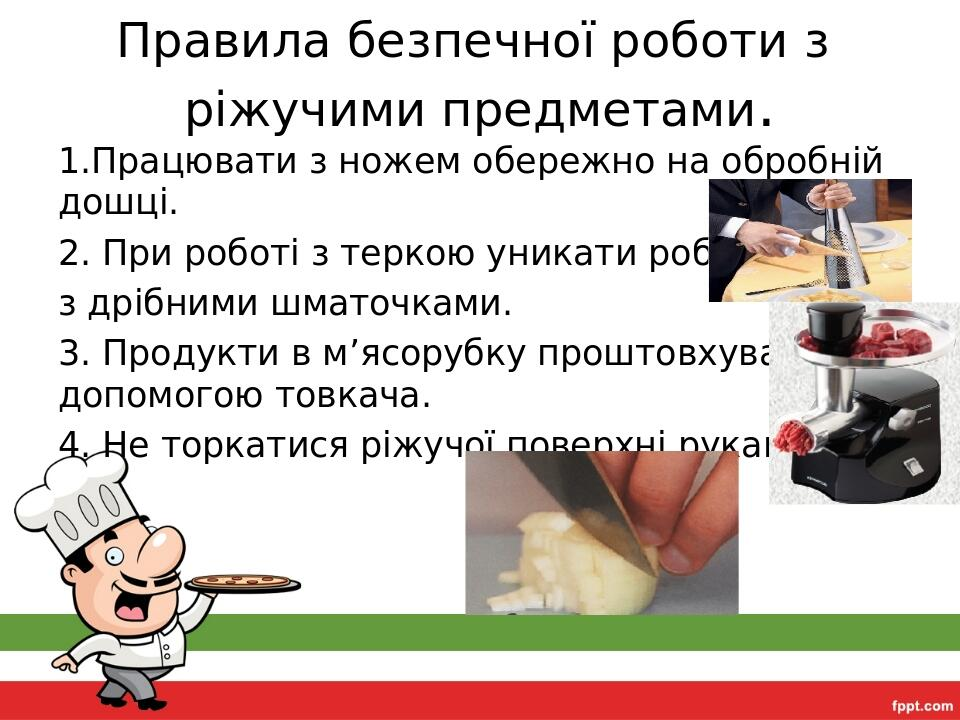 Правила безпечної роботи з
ріжучими предметами.
1.Працювати з ножем обережно на обробній
дошці.
2. При роботі з теркою уникати
з дрібними шматочками.
3. Продукти в м’ясорубку
допомогою товкача.
4. Не торкатися ріжучої поверхні
fppt.com